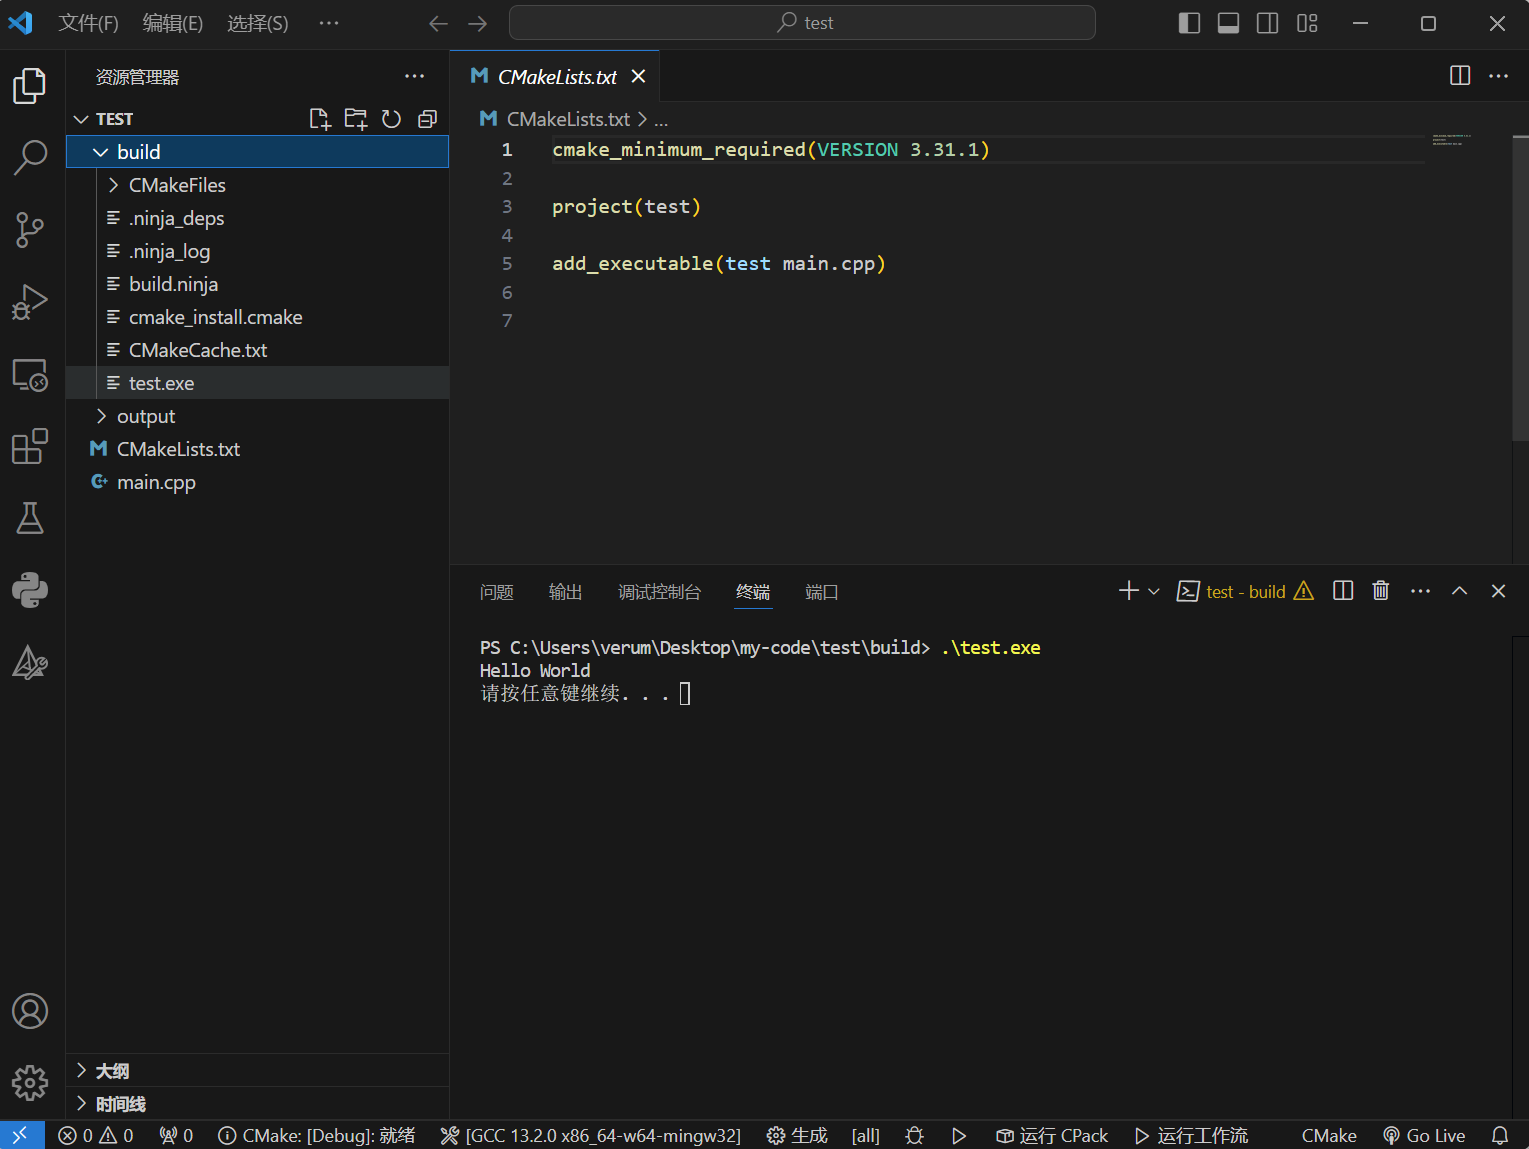 文件(F) 编辑(E) 选择(S) ··· test
资源管理器 ···
TEST
build
CMakeFiles
.ninja_deps
.ninja_log
build.ninja
cmake_install.cmake
CMakeCache.txt
test.exe
output
CMakeLists.txt
main.cpp
大纲
时间线
CMakeLists.txt
CMakeLists.txt > ...
1 cmake_minimum_required(VERSION 3.31.1)
2
3 project(test)
4
5 add_executable(test main.cpp)
6
7
问题 输出 调试控制台 终端 端口 test - build
PS C:\Users\verum\Desktop\my-code\test\build> .\test.exe
Hello World
请按任意键继续. . .
0 0 0 CMake: [Debug]: 就绪 [GCC 13.2.0 x86_64-w64-mingw32] 生成 [all] 运行 CPack 运行工作流 CMake Go Live